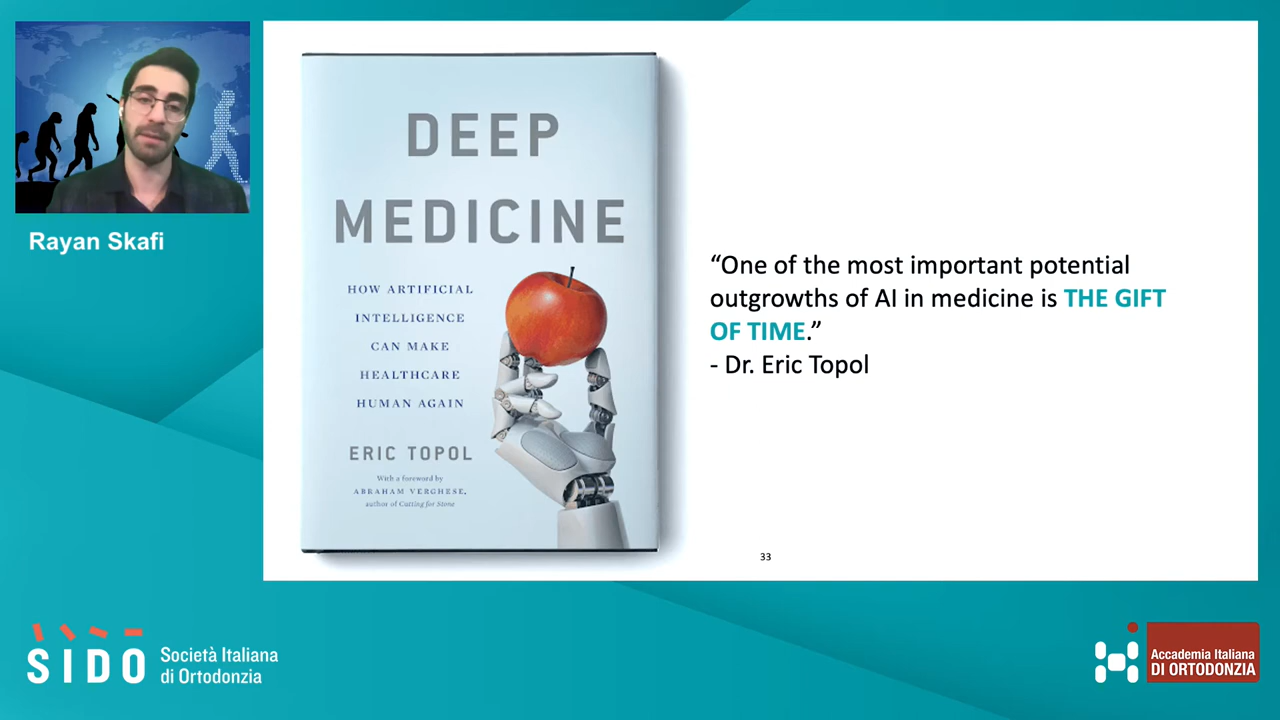 Rayan Skafi
DEEP
MEDICINE
HOW ARTIFICIAL
INTELLIGENCE
CAN MAKE
HEALTHCARE
HUMAN AGAIN
ERIC TOPOL
With a foreword by
ABRAHAM VERGHESE,
author of Cutting for Stone
“One of the most important potential
outgrowths of AI in medicine is THE GIFT
OF TIME.”
- Dr. Eric Topol
33
SIDO
Società Italiana
di Ortodonzia
Accademia Italiana
DI ORTODONZIA